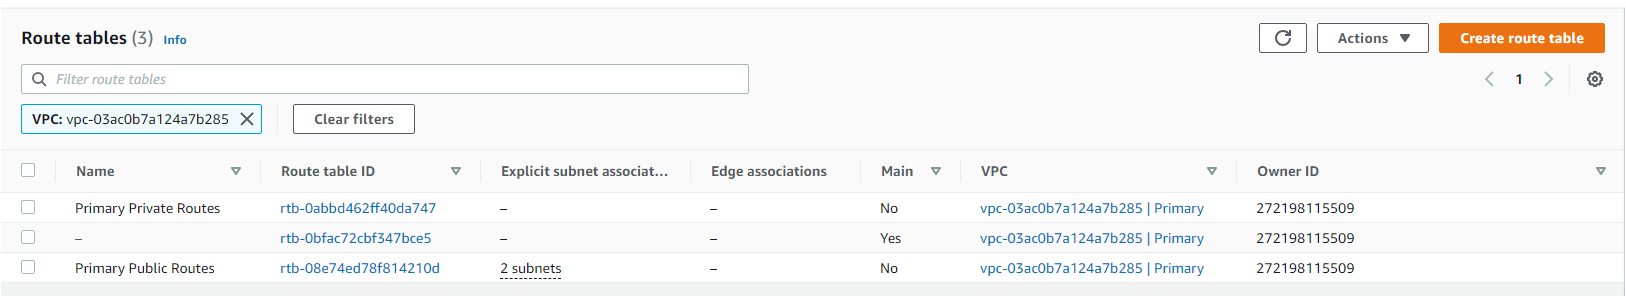 Route tables (3) Info Actions Create route table
Filter route tables 1
VPC: vpc-03ac0b7a124a7b285 Clear filters
Name Route table ID Explicit subnet associat... Edge associations Main VPC Owner ID
Primary Private Routes rtb-0abbd462ff40da747 – – No vpc-03ac0b7a124a7b285 | Primary 272198115509
– rtb-0bfac72cbf347bce5 – – Yes vpc-03ac0b7a124a7b285 | Primary 272198115509
Primary Public Routes rtb-08e74ed78f814210d 2 subnets – No vpc-03ac0b7a124a7b285 | Primary 272198115509